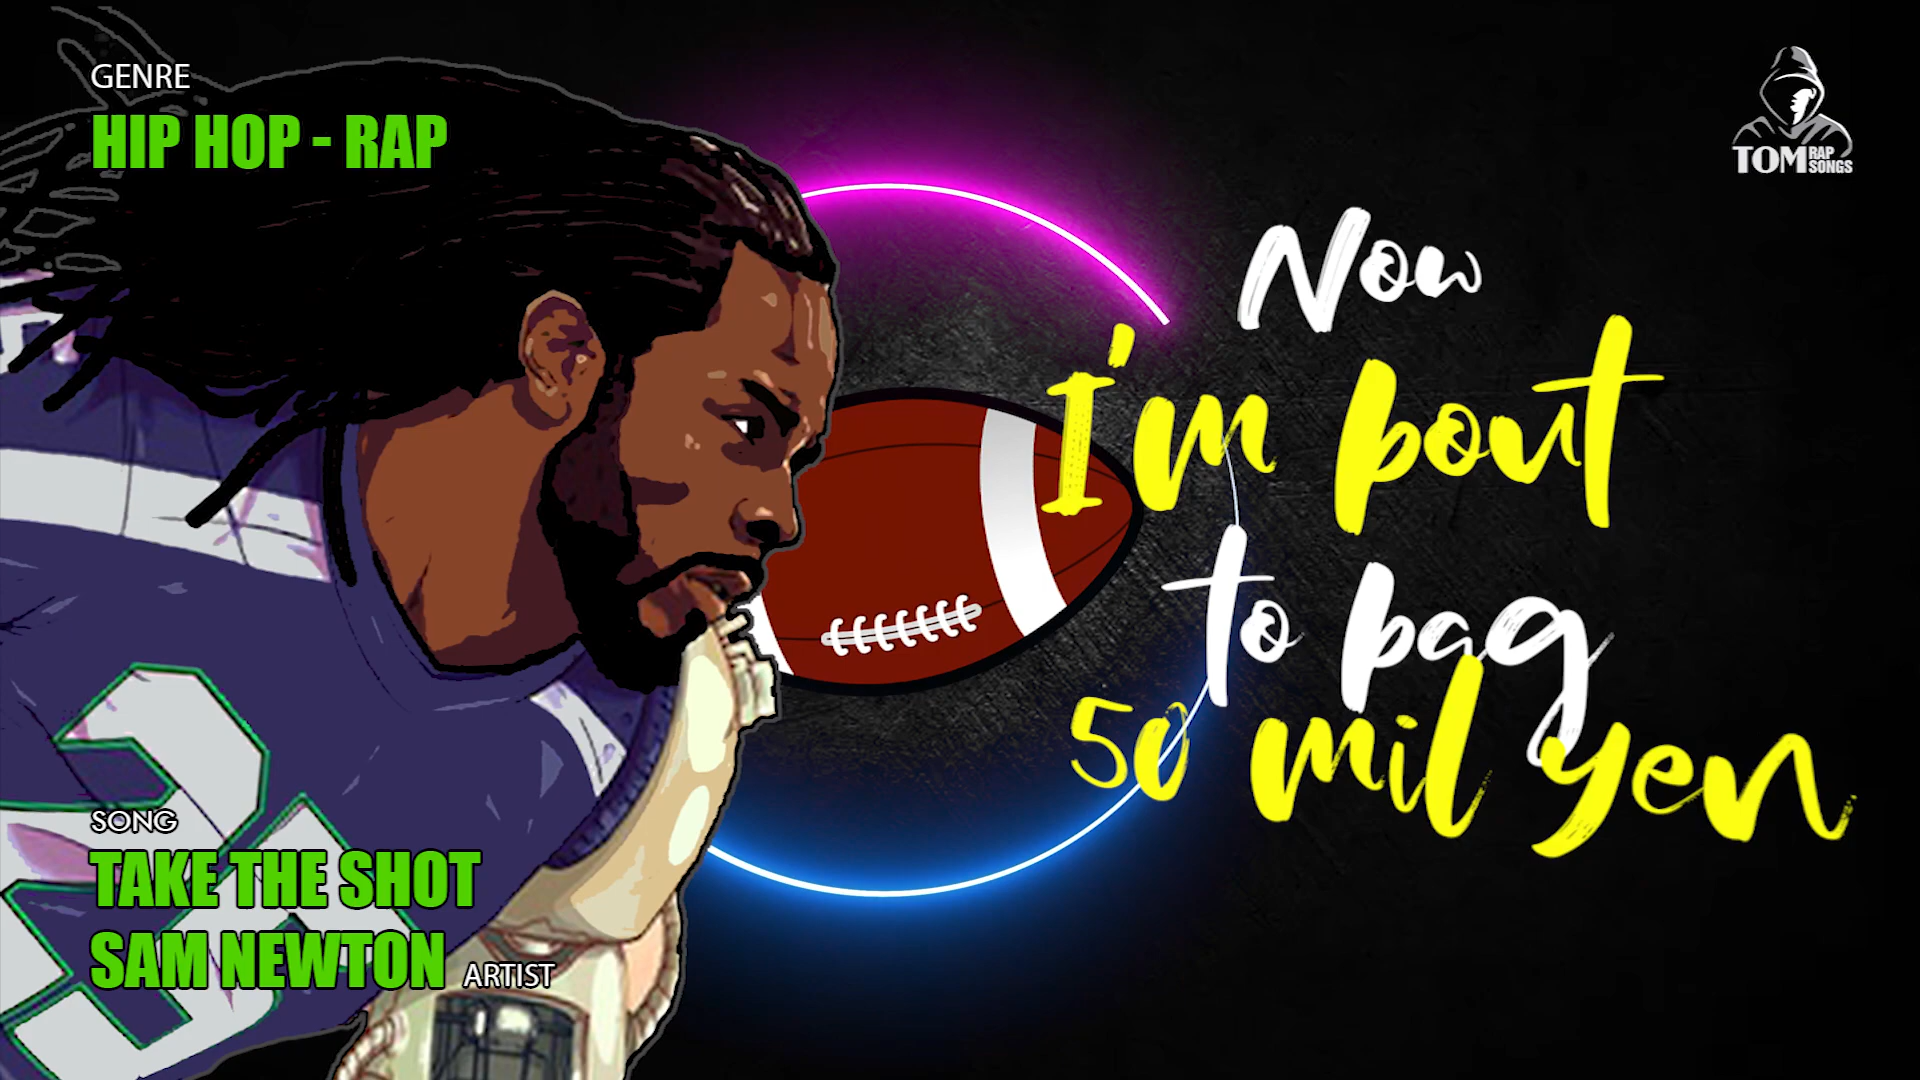 GENRE
HIP HOP - RAP
TOM RAP SONGS
Now
I'm bout
to bag
50 mil yen
SONG
TAKE THE SHOT
SAM NEWTON ARTIST